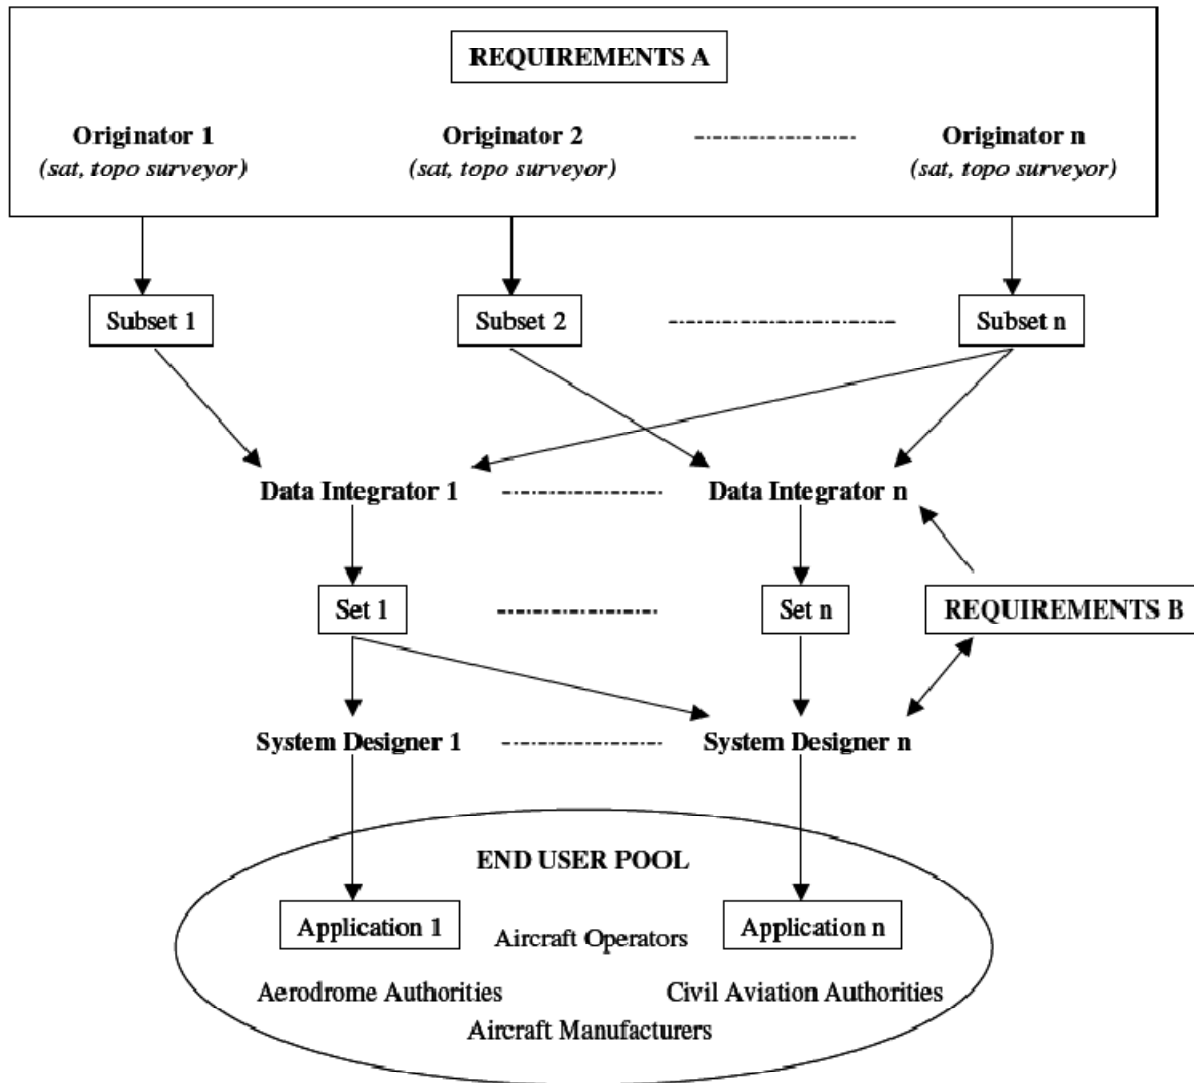 REQUIREMENTS A
Originator 1
(sat, topo surveyor)
Originator 2
(sat, topo surveyor)
Originator n
(sat, topo surveyor)
Subset 1
Subset 2
Subset n
Data Integrator 1
Data Integrator n
Set 1
Set n
REQUIREMENTS B
System Designer 1
System Designer n
END USER POOL
Application 1
Aircraft Operators
Application n
Aerodrome Authorities
Civil Aviation Authorities
Aircraft Manufacturers